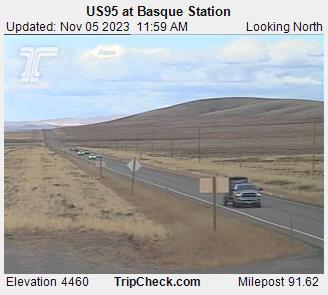 US95 at Basque Station
Updated: Nov 05 2023 11:59 AM Looking North
Elevation 4460 TripCheck.com Milepost 91.62